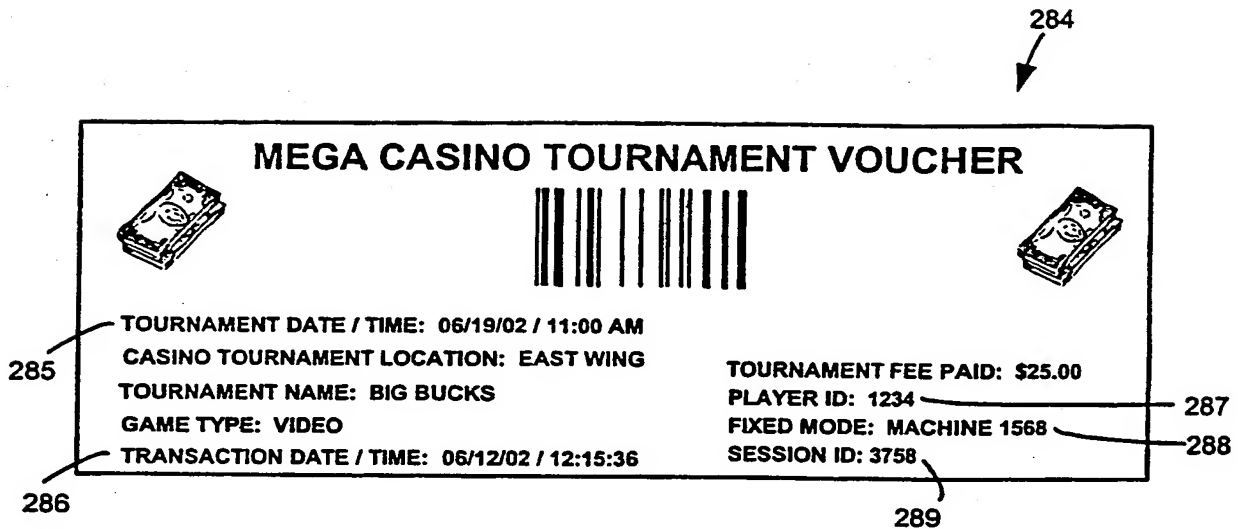 284
MEGA CASINO TOURNAMENT VOUCHER
TOURNAMENT DATE / TIME: 06/19/02 / 11:00 AM
285
CASINO TOURNAMENT LOCATION: EAST WING
TOURNAMENT NAME: BIG BUCKS
GAME TYPE: VIDEO
TRANSACTION DATE / TIME: 06/12/02 / 12:15:36
286
TOURNAMENT FEE PAID: $25.00
PLAYER ID: 1234
287
FIXED MODE: MACHINE 1568
288
SESSION ID: 3758
289